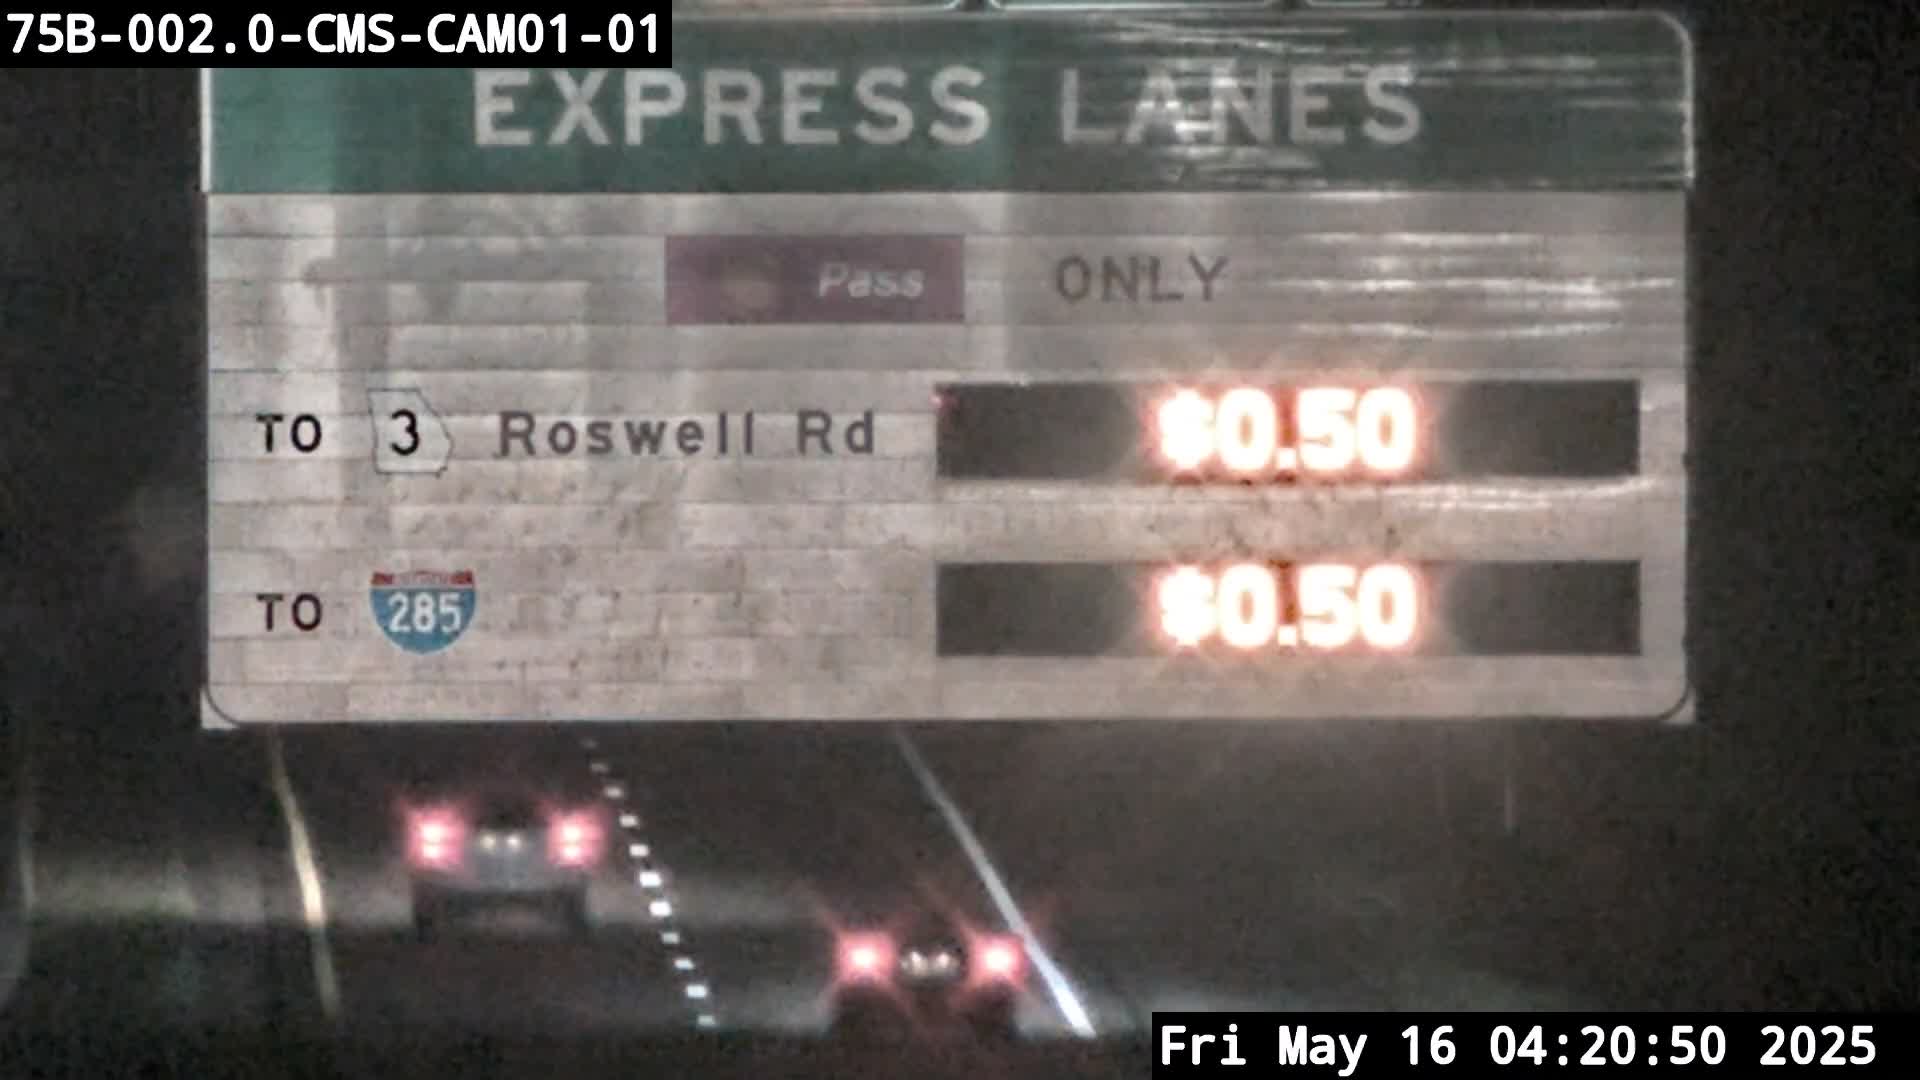 75B-002.0-CMS-CAM01-01
EXPRESS LANES
Pass ONLY
TO 3 Roswell Rd $0.50
TO 285 $0.50
Fri May 16 04:20:50 2025